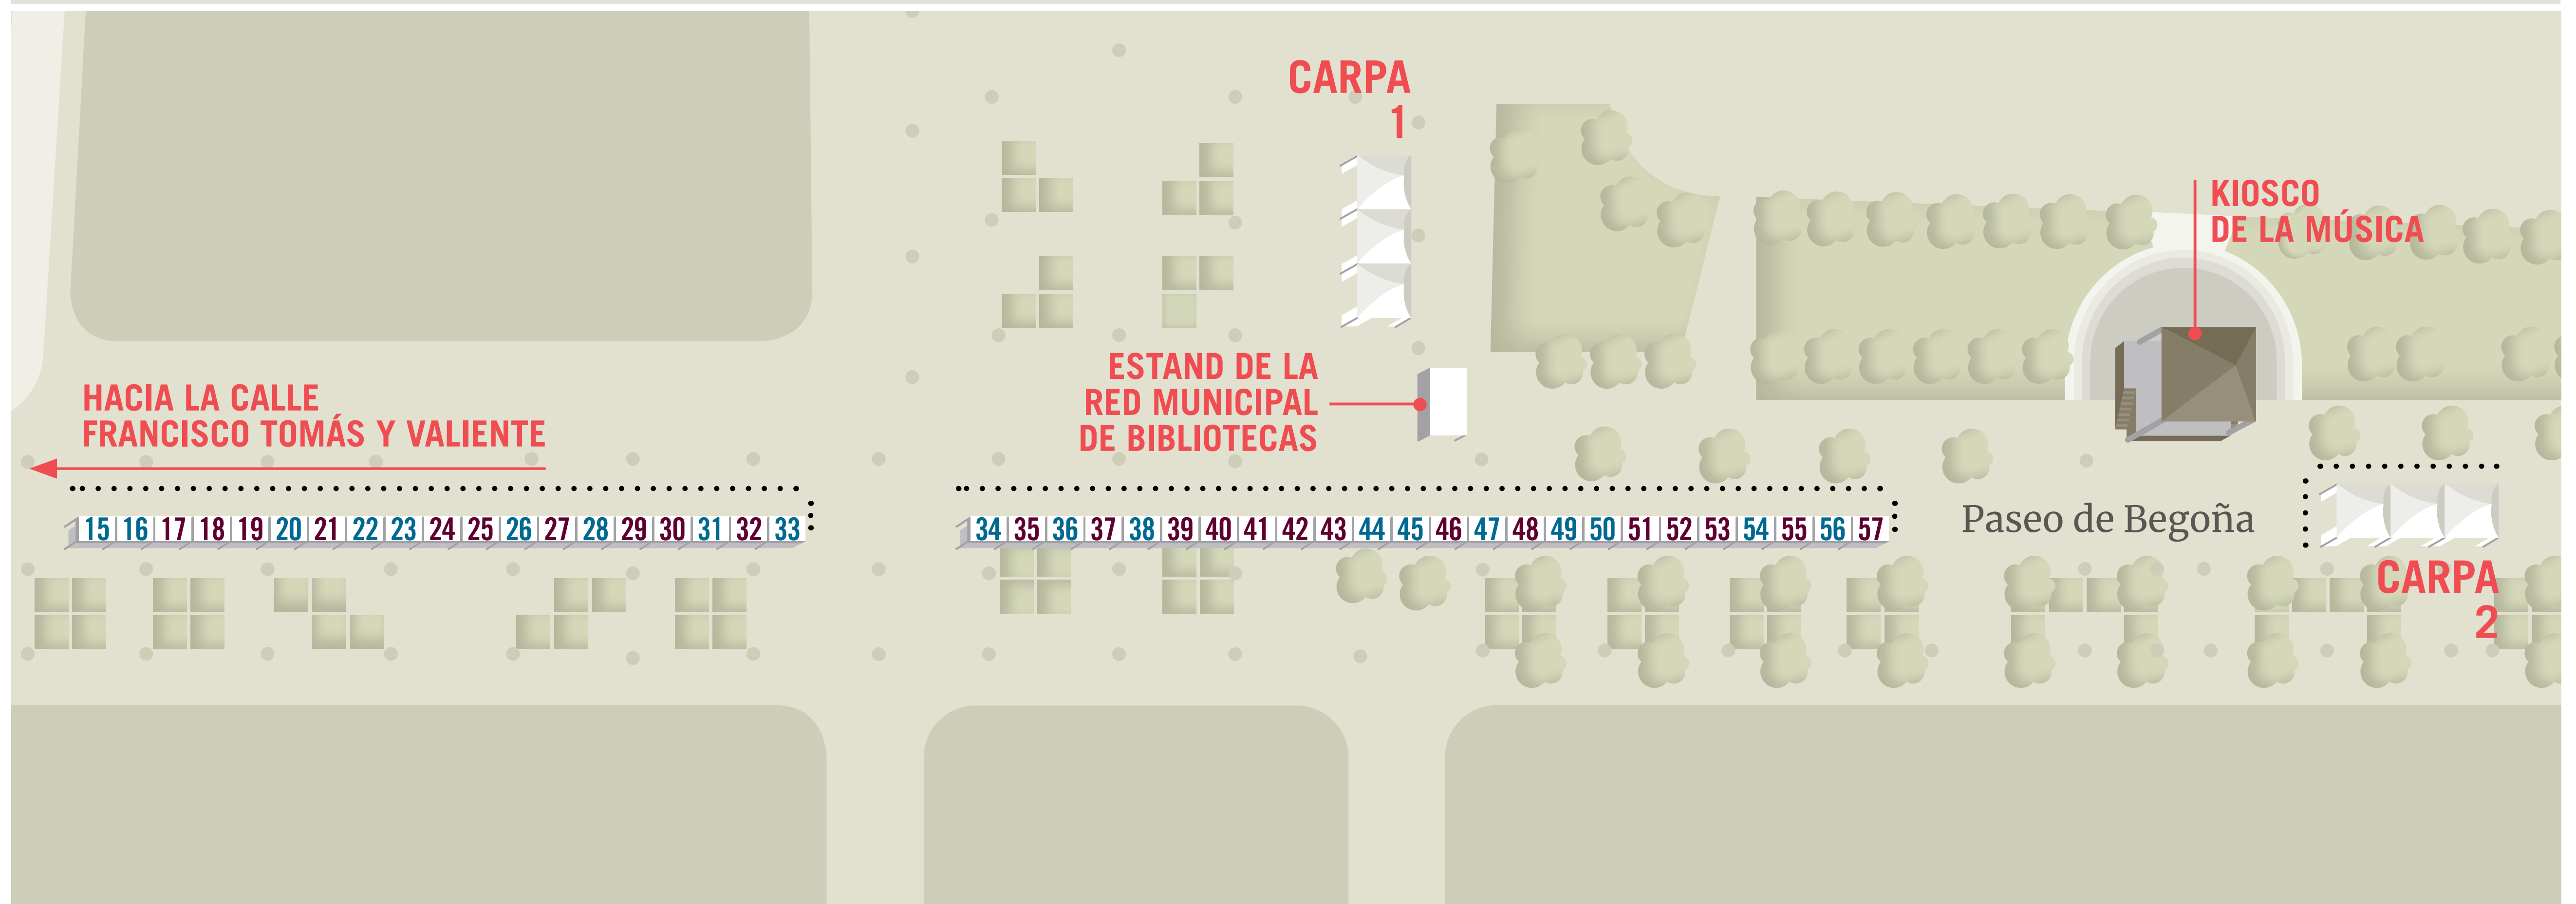 CARPA
1
KIOSCO
DE LA MÚSICA
ESTAND DE LA
RED MUNICIPAL
DE BIBLIOTECAS
HACIA LA CALLE
FRANCISCO TOMÁS Y VALIENTE
15 16 17 18 19 20 21 22 23 24 25 26 27 28 29 30 31 32 33
34 35 36 37 38 39 40 41 42 43 44 45 46 47 48 49 50 51 52 53 54 55 56 57
Paseo de Begoña
CARPA
2